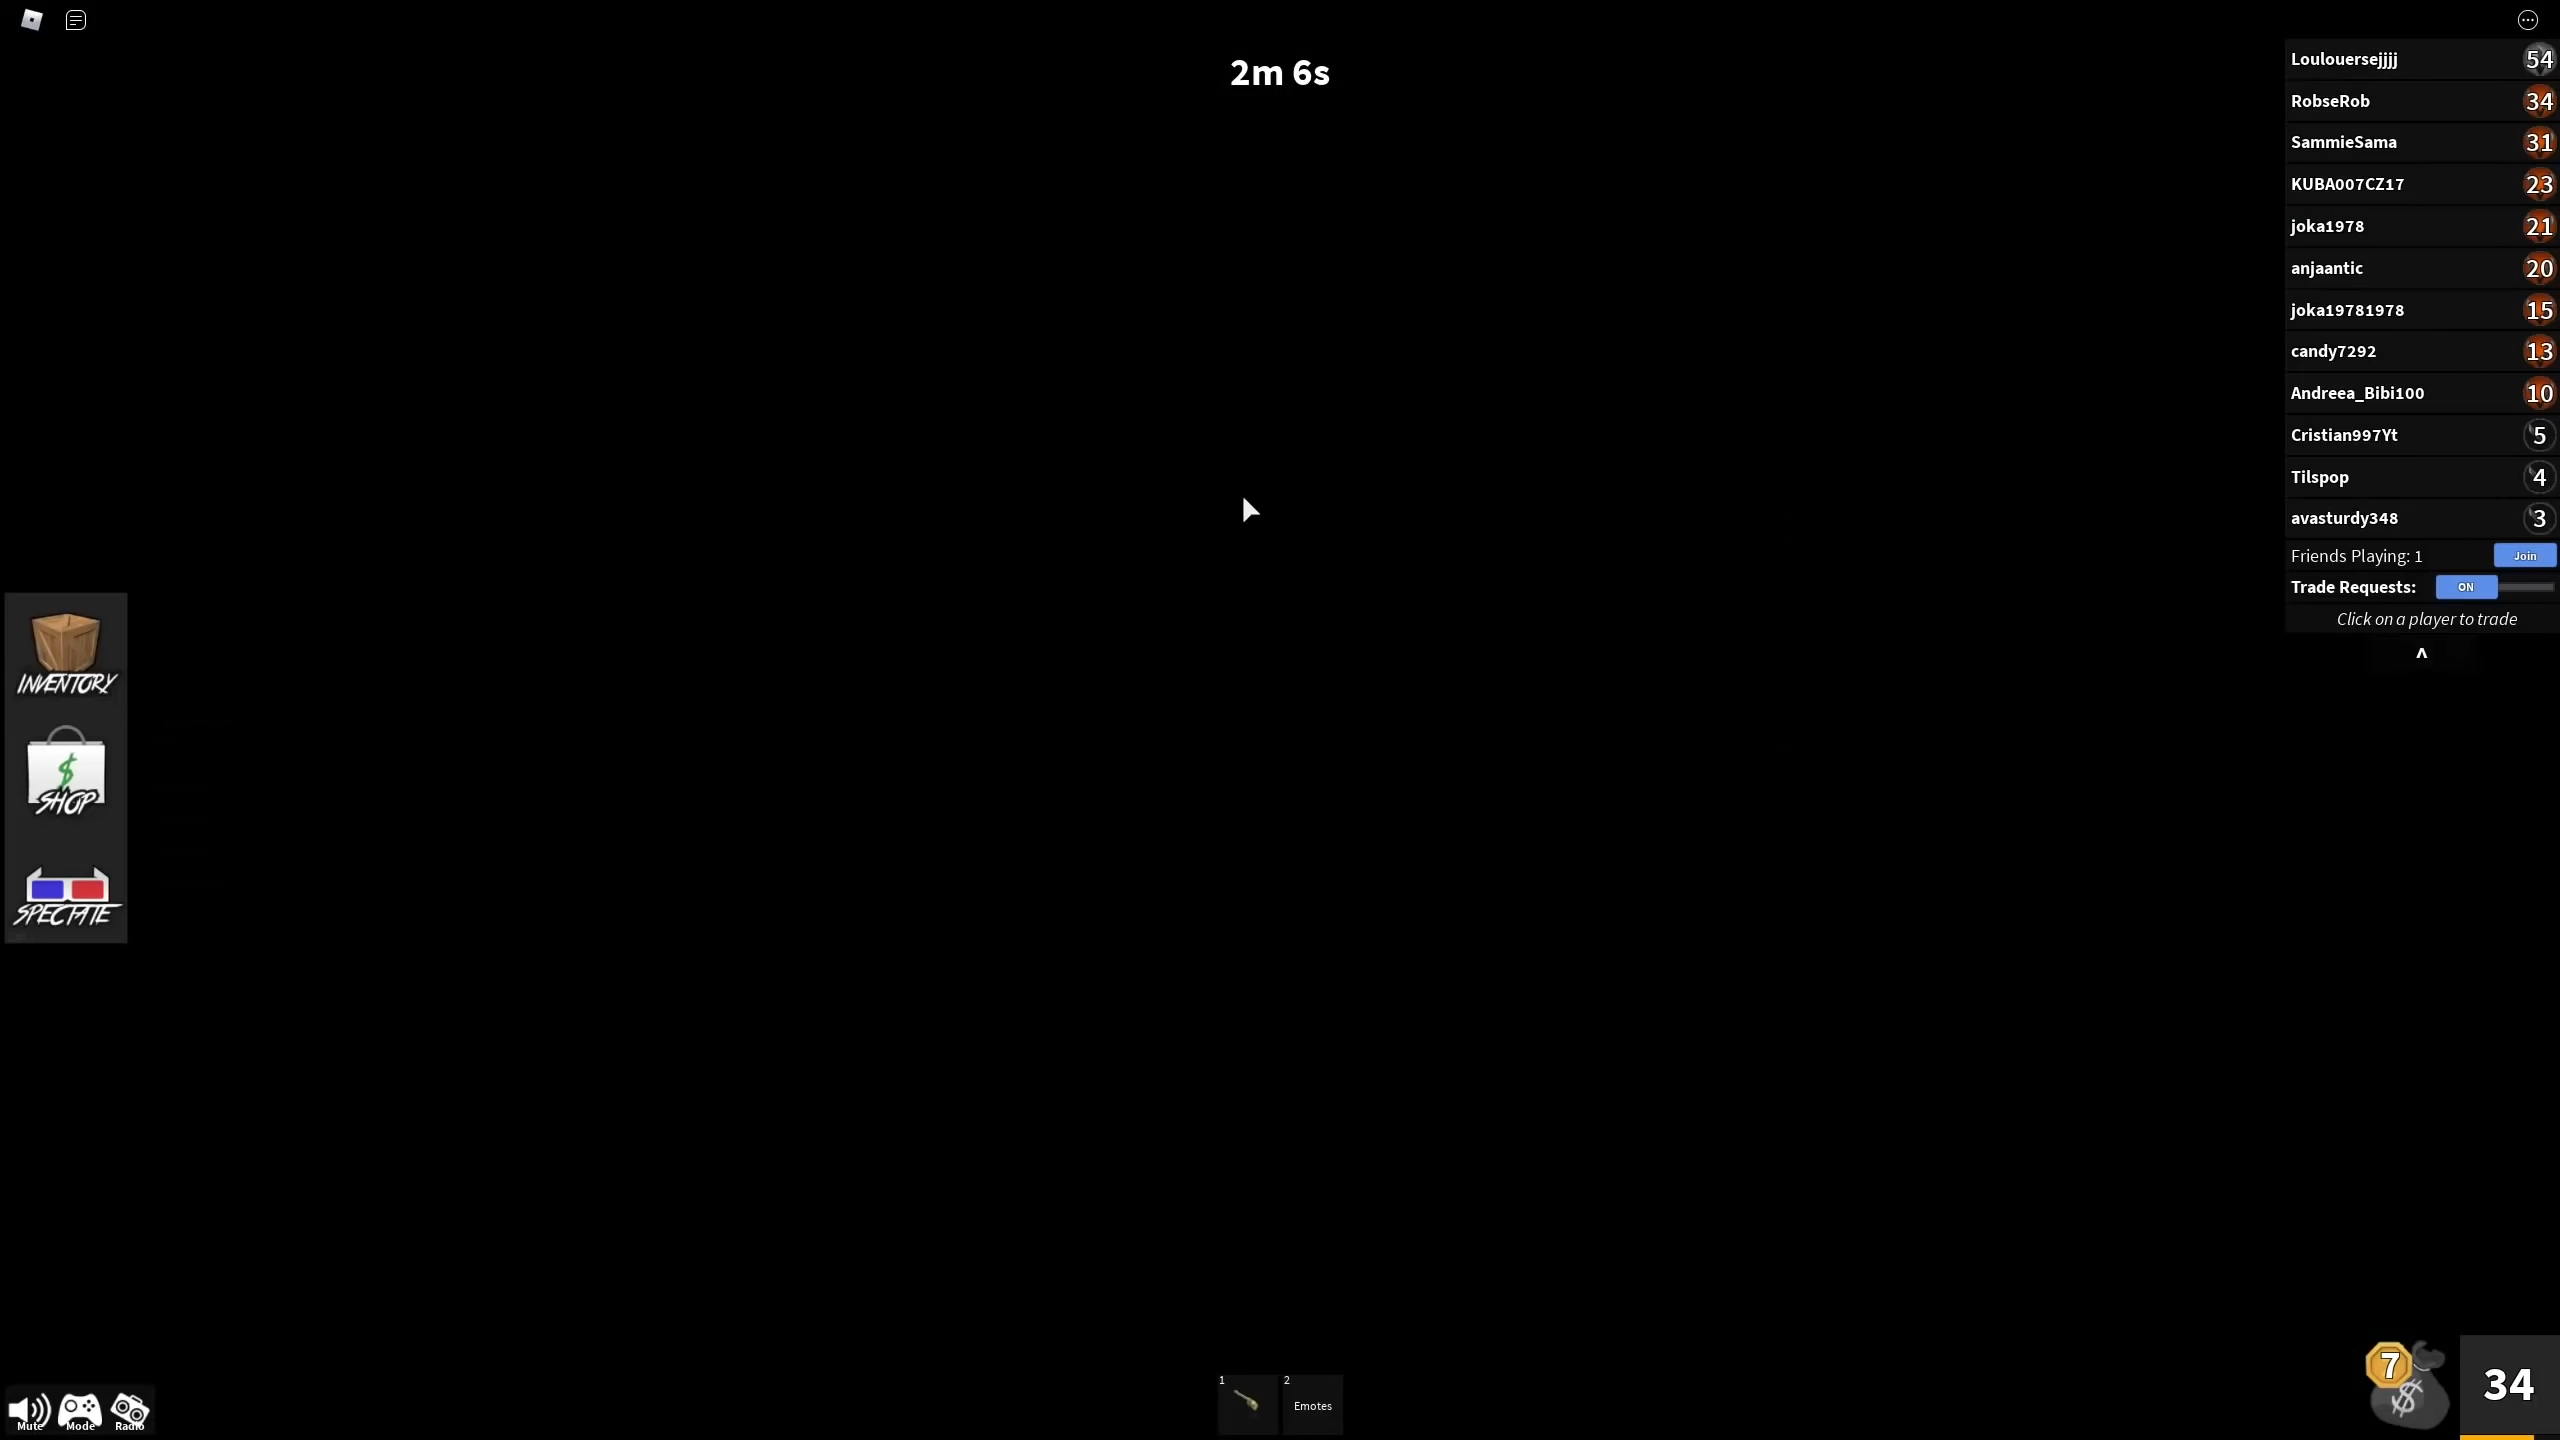 2m 6s
Loulouersejjjj 54
RobseRob 34
SammieSama 31
KUBA007CZ17 23
joka1978 21
anjaantic 20
joka19781978 15
candy7292 13
Andreea_Bibi100 10
Cristian997Yt 5
Tilspop 4
avasturdy348 3
Friends Playing: 1 Join
Trade Requests: ON
Click on a player to trade
INVENTORY
$
SHOP
SPECTATE
Mute Mode Radio
1 2
Emotes
7
$
34